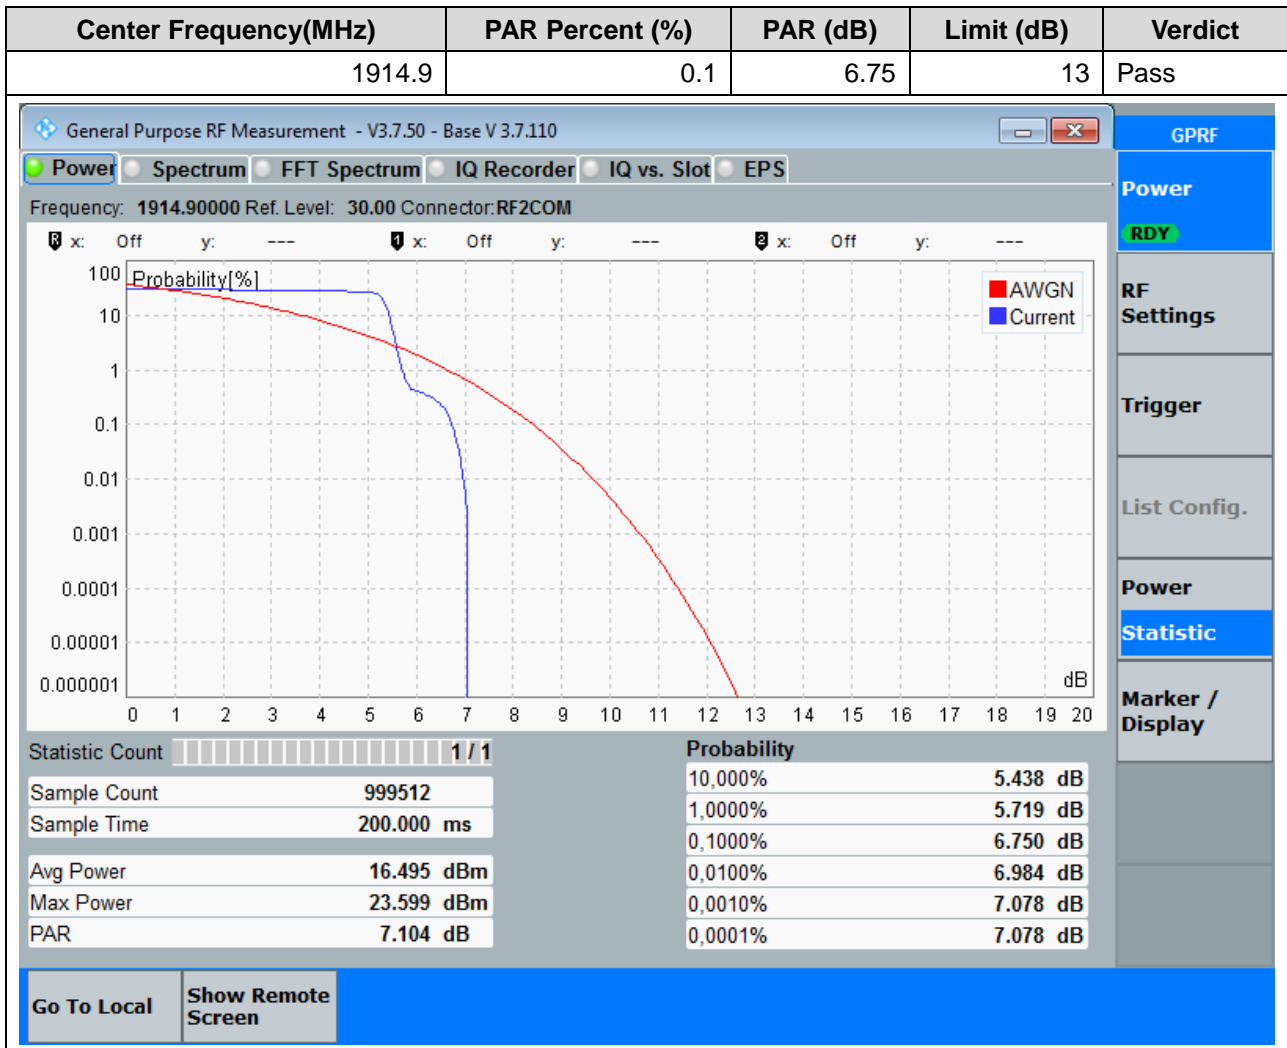 Center Frequency(MHz) PAR Percent (%) PAR (dB) Limit (dB) Verdict
1914.9 0.1 6.75 13 Pass
General Purpose RF Measurement - V3.7.50 - Base V 3.7.110
GPRF
Power Spectrum FFT Spectrum IQ Recorder IQ vs. Slot EPS
Frequency: 1914.90000 Ref. Level: 30.00 Connector: RF2COM
R x: Off y: --- 1 x: Off y: --- 2 x: Off y: ---
Probability[%]
100
10
1
0.1
0.01
0.001
0.0001
0.00001
0.000001
AWGN
Current
dB
0 1 2 3 4 5 6 7 8 9 10 11 12 13 14 15 16 17 18 19 20
Statistic Count 1 / 1
Sample Count 999512
Sample Time 200.000 ms
Avg Power 16.495 dBm
Max Power 23.599 dBm
PAR 7.104 dB
Probability
10,000% 5.438 dB
1,0000% 5.719 dB
0,1000% 6.750 dB
0,0100% 6.984 dB
0,0010% 7.078 dB
0,0001% 7.078 dB
Power
RDY
RF
Settings
Trigger
List Config.
Power
Statistic
Marker /
Display
Go To Local
Show Remote
Screen